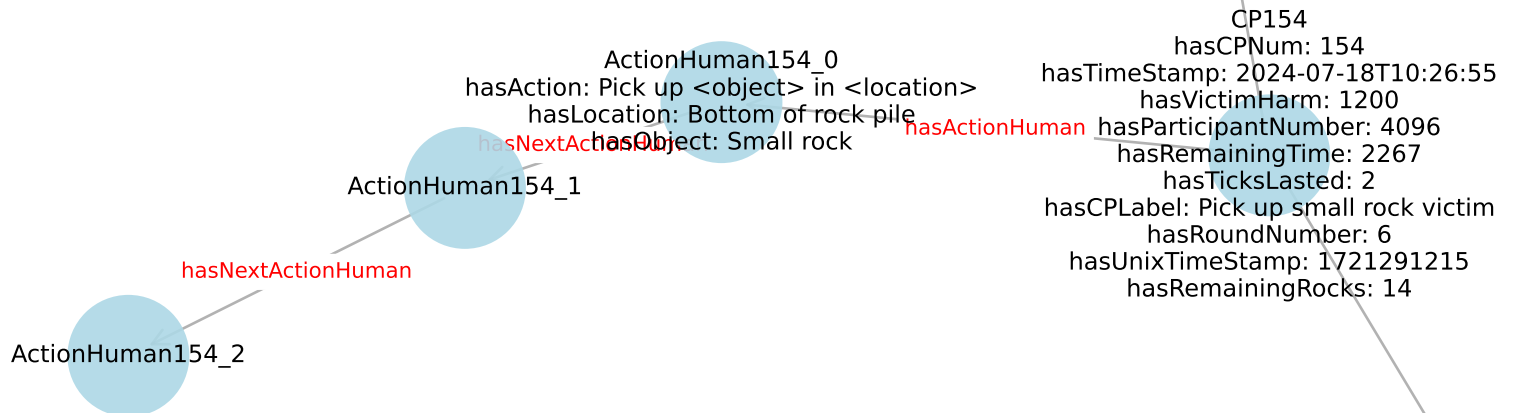 CP154
hasCPNum: 154
hasTimeStamp: 2024-07-18T10:26:55
hasVictimHarm: 1200
hasParticipantNumber: 4096
hasRemainingTime: 2267
hasTicksLasted: 2
hasCPLabel: Pick up small rock victim
hasRoundNumber: 6
hasUnixTimeStamp: 1721291215
hasRemainingRocks: 14
hasActionHuman
ActionHuman154_0
hasAction: Pick up <object> in <location>
hasLocation: Bottom of rock pile
hasObject: Small rock
ActionHuman154_1
hasNextActionHuman
ActionHuman154_2